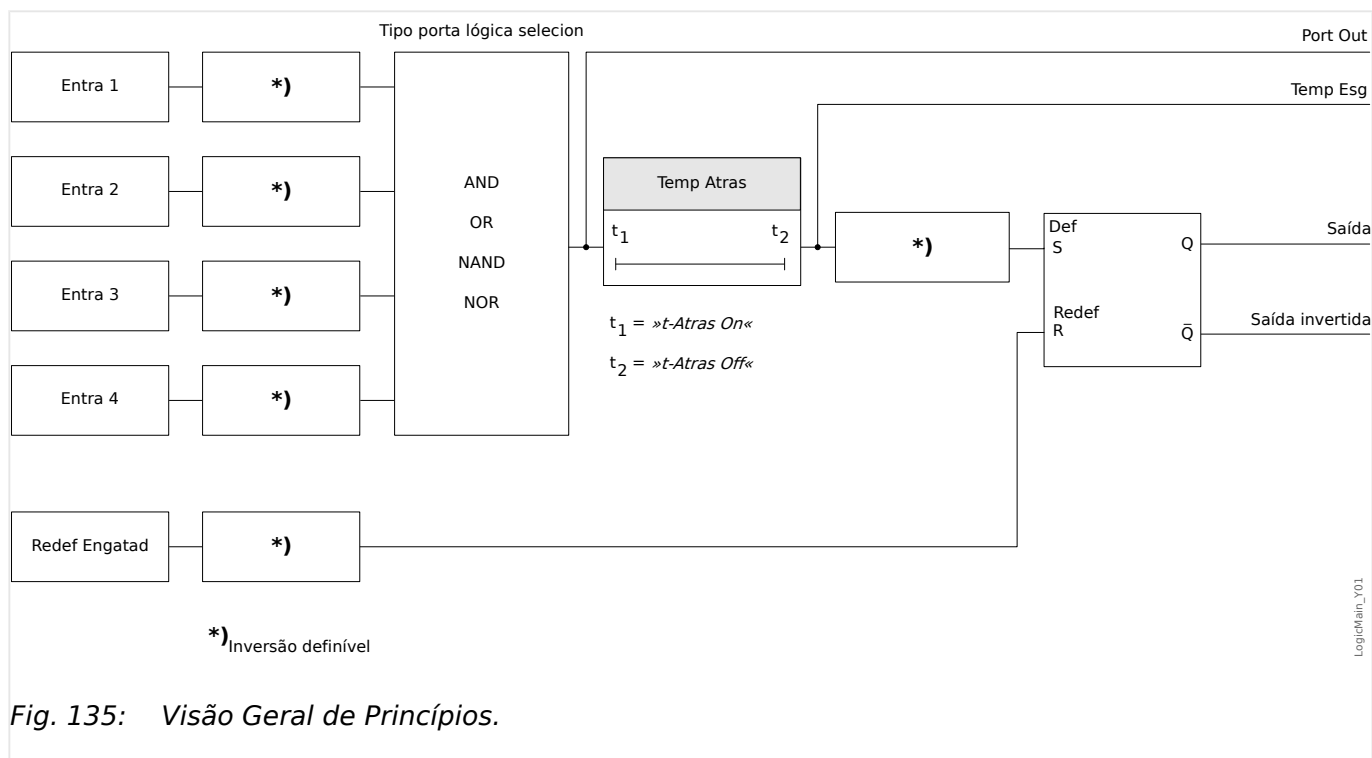 Tipo porta lógica selecion
Port Out
Temp Esg
Entra 1
*)
Entra 2
*)
Entra 3
*)
Entra 4
*)
AND
OR
NAND
NOR
Temp Atras
t1
t2
t1 = »t-Atras On«
t2 = »t-Atras Off«
*)
Def
S
Q
Redef
R
Q̅
Saída
Saída invertida
Redef Engatad
*)
*)Inversão definível
LogicMain_Y01
Fig. 135: Visão Geral de Princípios.